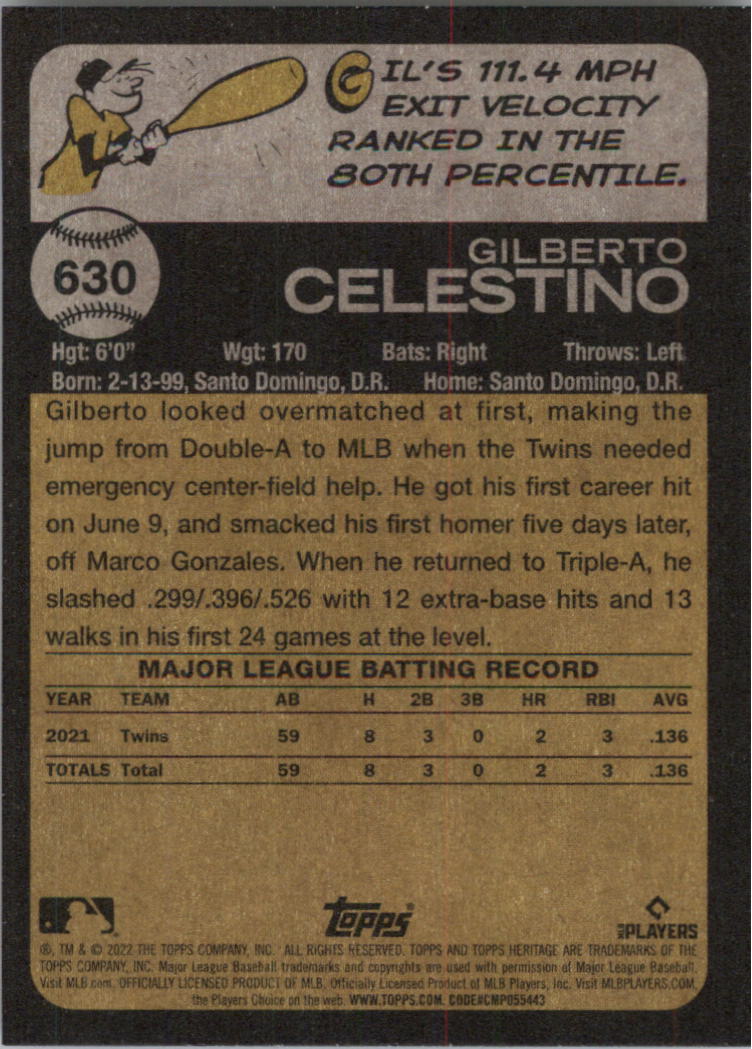 GIL'S 111.4 MPH
EXIT VELOCITY
RANKED IN THE
80TH PERCENTILE.
630
GILBERTO
CELESTINO
Hgt: 6'0" Wgt: 170 Bats: Right Throws: Left
Born: 2-13-99, Santo Domingo, D.R. Home: Santo Domingo, D.R.
Gilberto looked overmatched at first, making the
jump from Double-A to MLB when the Twins needed
emergency center-field help. He got his first career hit
on June 9, and smacked his first homer five days later,
off Marco Gonzales. When he returned to Triple-A, he
slashed .299/.396/.526 with 12 extra-base hits and 13
walks in his first 24 games at the level.
MAJOR LEAGUE BATTING RECORD
YEAR TEAM AB H 2B 3B HR RBI AVG
2021 Twins 59 8 3 0 2 3 .136
TOTALS Total 59 8 3 0 2 3 .136
Topps
MLB PLAYERS
®, TM & © 2022 THE TOPPS COMPANY, INC. ALL RIGHTS RESERVED. TOPPS AND TOPPS HERITAGE ARE TRADEMARKS OF THE
TOPPS COMPANY, INC. Major League Baseball trademarks and copyrights are used with permission of Major League Baseball.
Visit MLB.com. OFFICIALLY LICENSED PRODUCT OF MLB. Officially Licensed Product of MLB Players, Inc. Visit MLBPLAYERS.COM,
the Players Choice on the web. WWW.TOPPS.COM. CODE#CMP055443